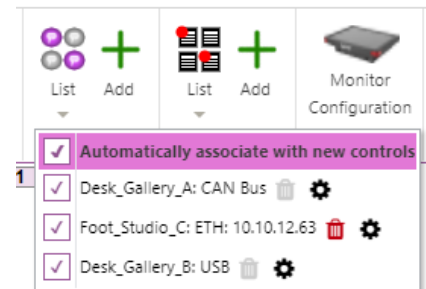 List Add List Add Monitor
Configuration
Automatically associate with new controls
1
Desk_Gallery_A: CAN Bus
Foot_Studio_C: ETH: 10.10.12.63
Desk_Gallery_B: USB